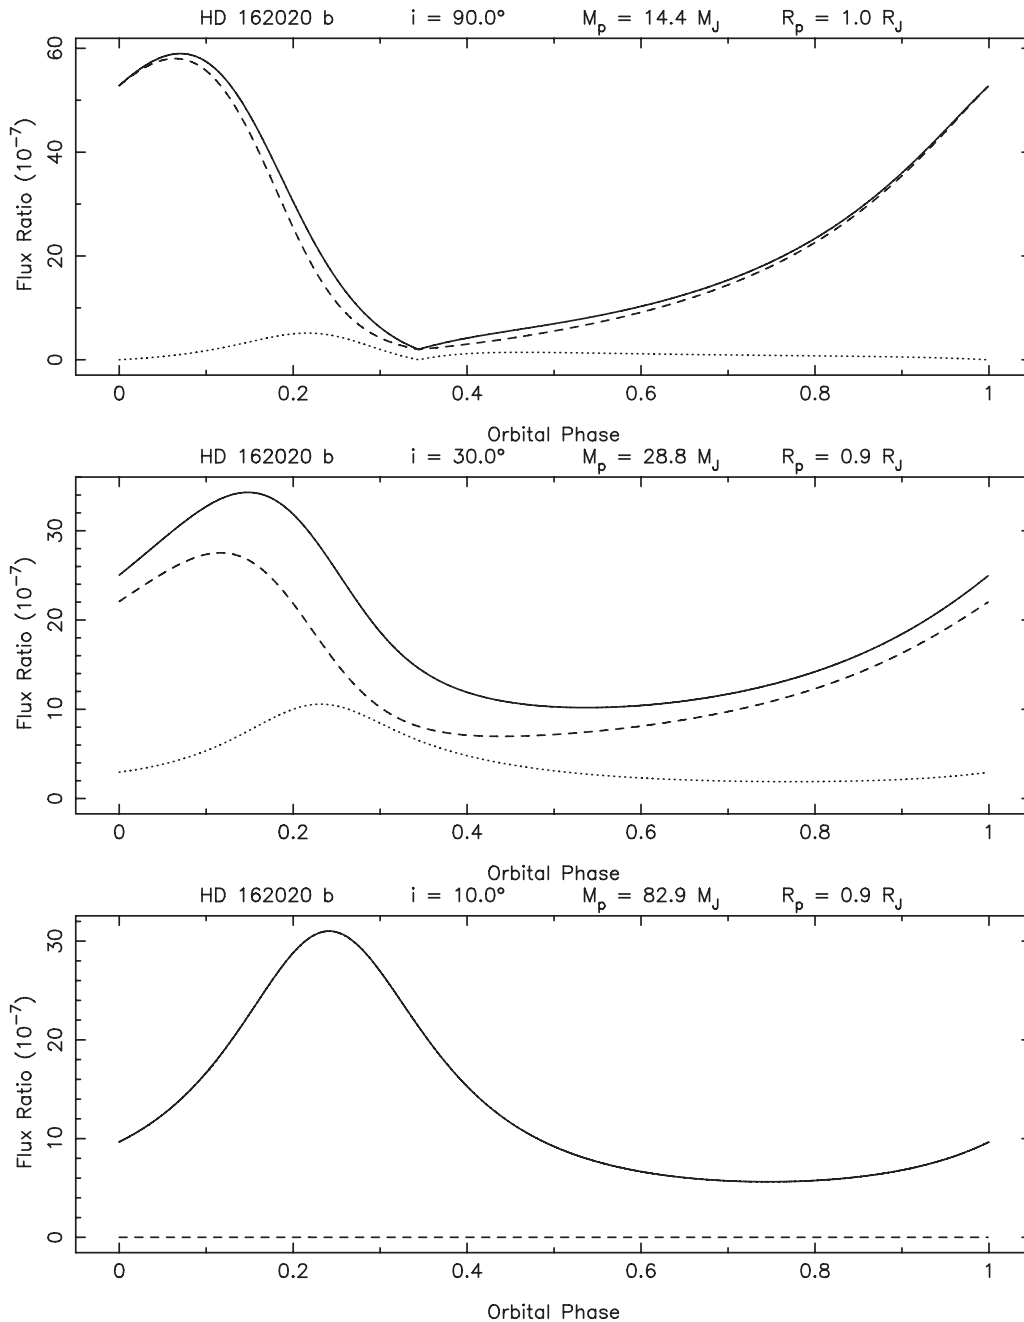 HD 162020 b i = 90.0° M_p = 14.4 M_J R_p = 1.0 R_J
60
40
20
0
Flux Ratio (10^-7)
0 0.2 0.4 0.6 0.8 1
Orbital Phase
HD 162020 b i = 30.0° M_p = 28.8 M_J R_p = 0.9 R_J
30
20
10
0
Flux Ratio (10^-7)
0 0.2 0.4 0.6 0.8 1
Orbital Phase
HD 162020 b i = 10.0° M_p = 82.9 M_J R_p = 0.9 R_J
30
20
10
0
Flux Ratio (10^-7)
0 0.2 0.4 0.6 0.8 1
Orbital Phase